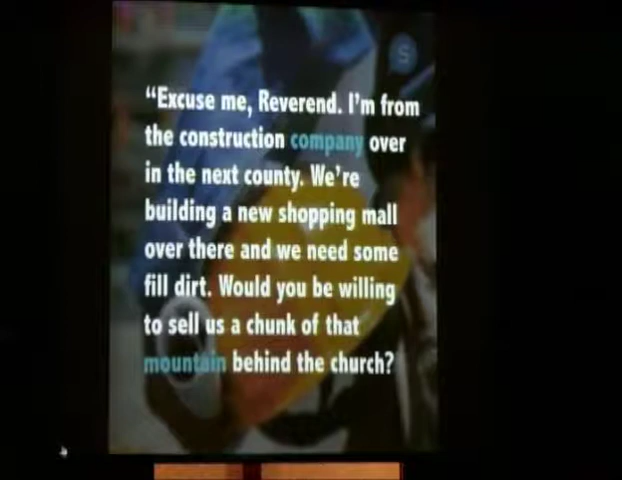 S
“Excuse me, Reverend. I’m from
the construction company over
in the next county. We’re
building a new shopping mall
over there and we need some
fill dirt. Would you be willing
to sell us a chunk of that
mountain behind the church?